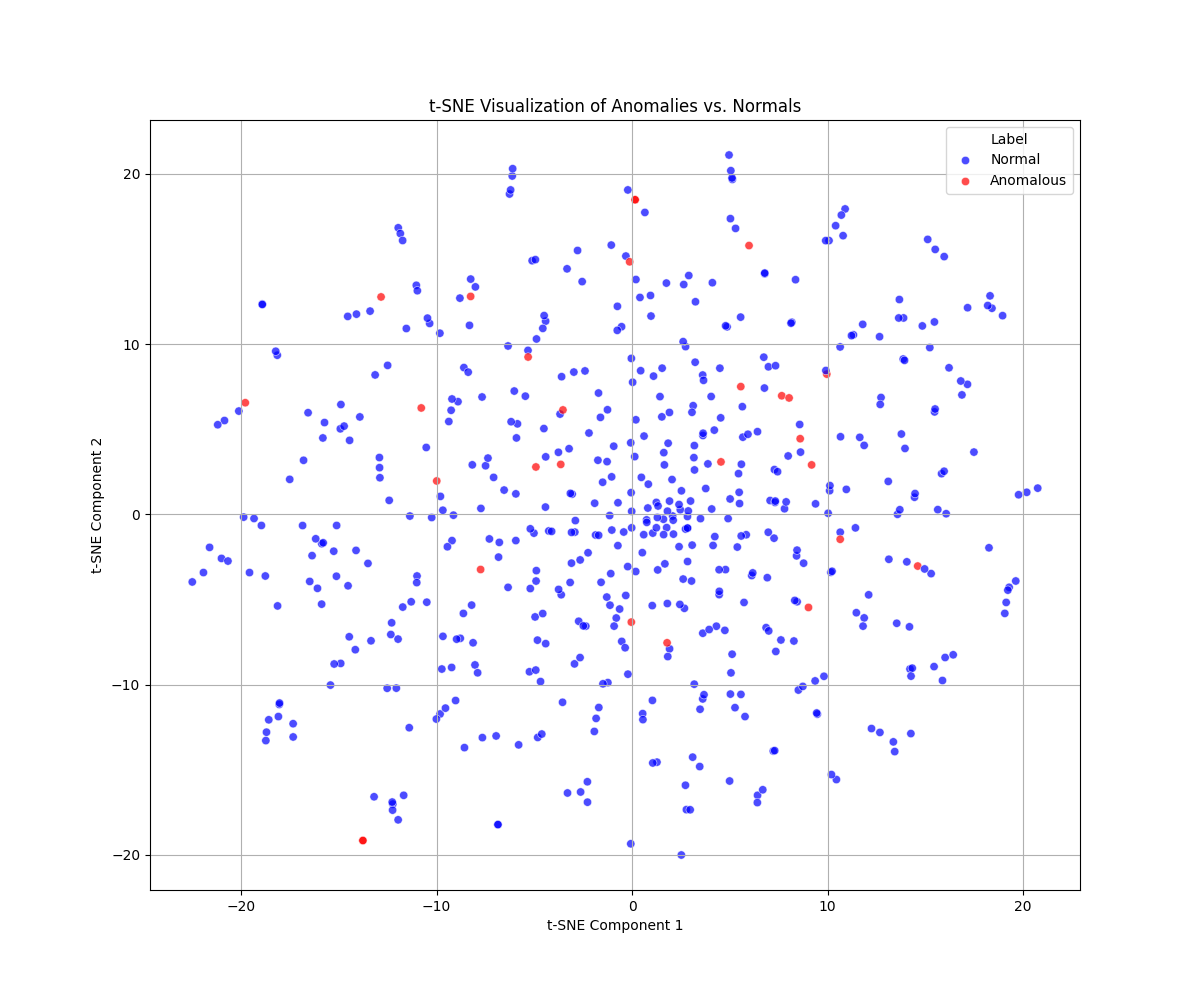 t-SNE Visualization of Anomalies vs. Normals
Label
Normal
Anomalous
20
10
0
−10
−20
t-SNE Component 2
−20
−10
0
10
20
t-SNE Component 1